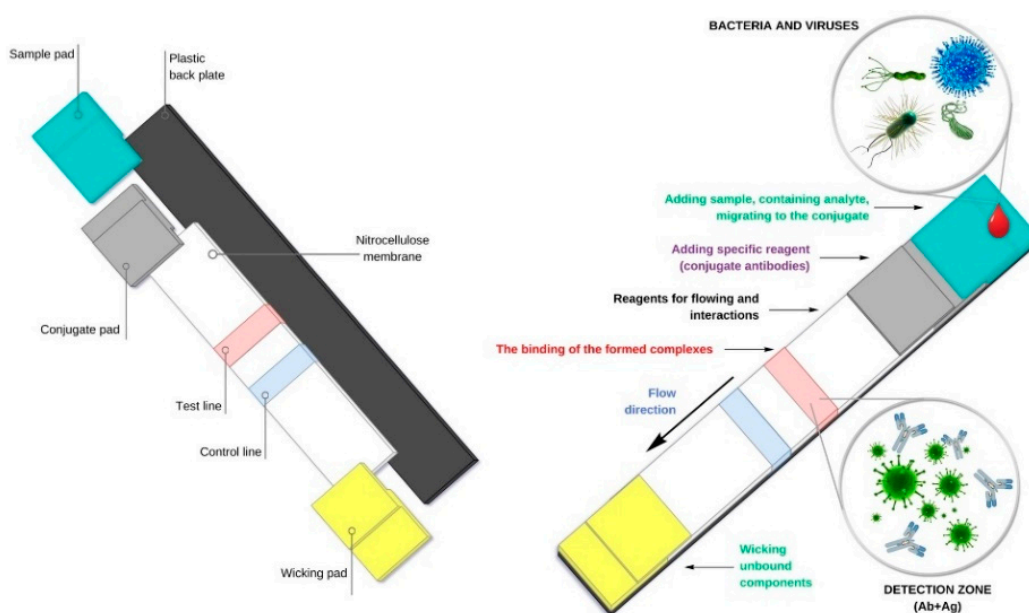 Sample pad
Plastic
back plate
Nitrocellulose
membrane
Conjugate pad
Test line
Control line
Wicking pad
BACTERIA AND VIRUSES
Adding sample, containing analyte,
migrating to the conjugate
Adding specific reagent
(conjugate antibodies)
Reagents for flowing and
interactions
The binding of the formed complexes
Flow
direction
Wicking
unbound
components
DETECTION ZONE
(Ab+Ag)